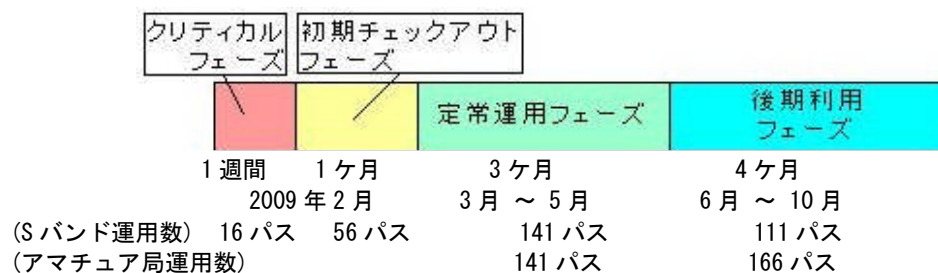 クリティカル
フェーズ
初期チェックアウト
フェーズ
定常運用フェーズ
後期利用
フェーズ
1週間 1ケ月 3ケ月 4ケ月
2009年2月 3月 ~ 5月 6月 ~ 10月
(Sバンド運用数) 16パス 56パス 141パス 111パス
(アマチュア局運用数) 141パス 166パス